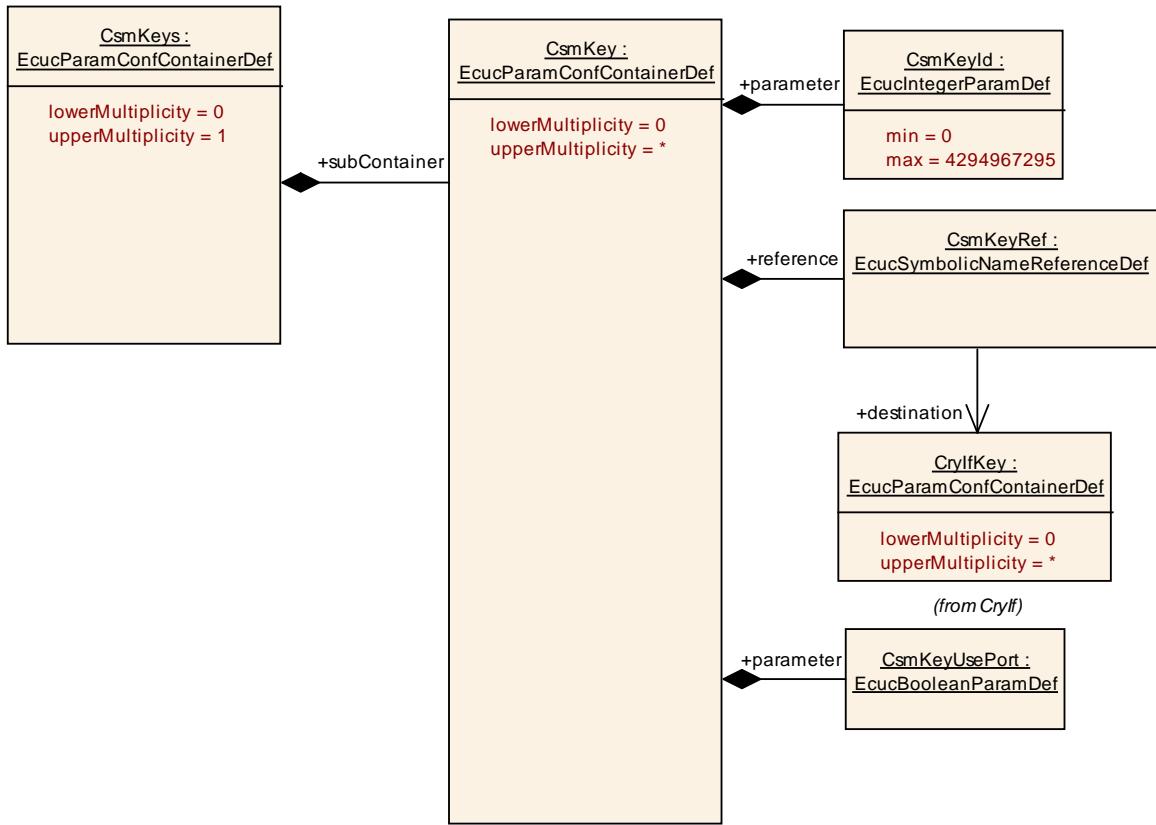 CsmKeys :
EcucParamConfContainerDef
lowerMultiplicity = 0
upperMultiplicity = 1
+subContainer
CsmKey :
EcucParamConfContainerDef
lowerMultiplicity = 0
upperMultiplicity = *
+parameter
CsmKeyId :
EcucIntegerParamDef
min = 0
max = 4294967295
+reference
CsmKeyRef :
EcucSymbolicNameReferenceDef
+destination
CryIfKey :
EcucParamConfContainerDef
lowerMultiplicity = 0
upperMultiplicity = *
(from CryIf)
+parameter
CsmKeyUsePort :
EcucBooleanParamDef